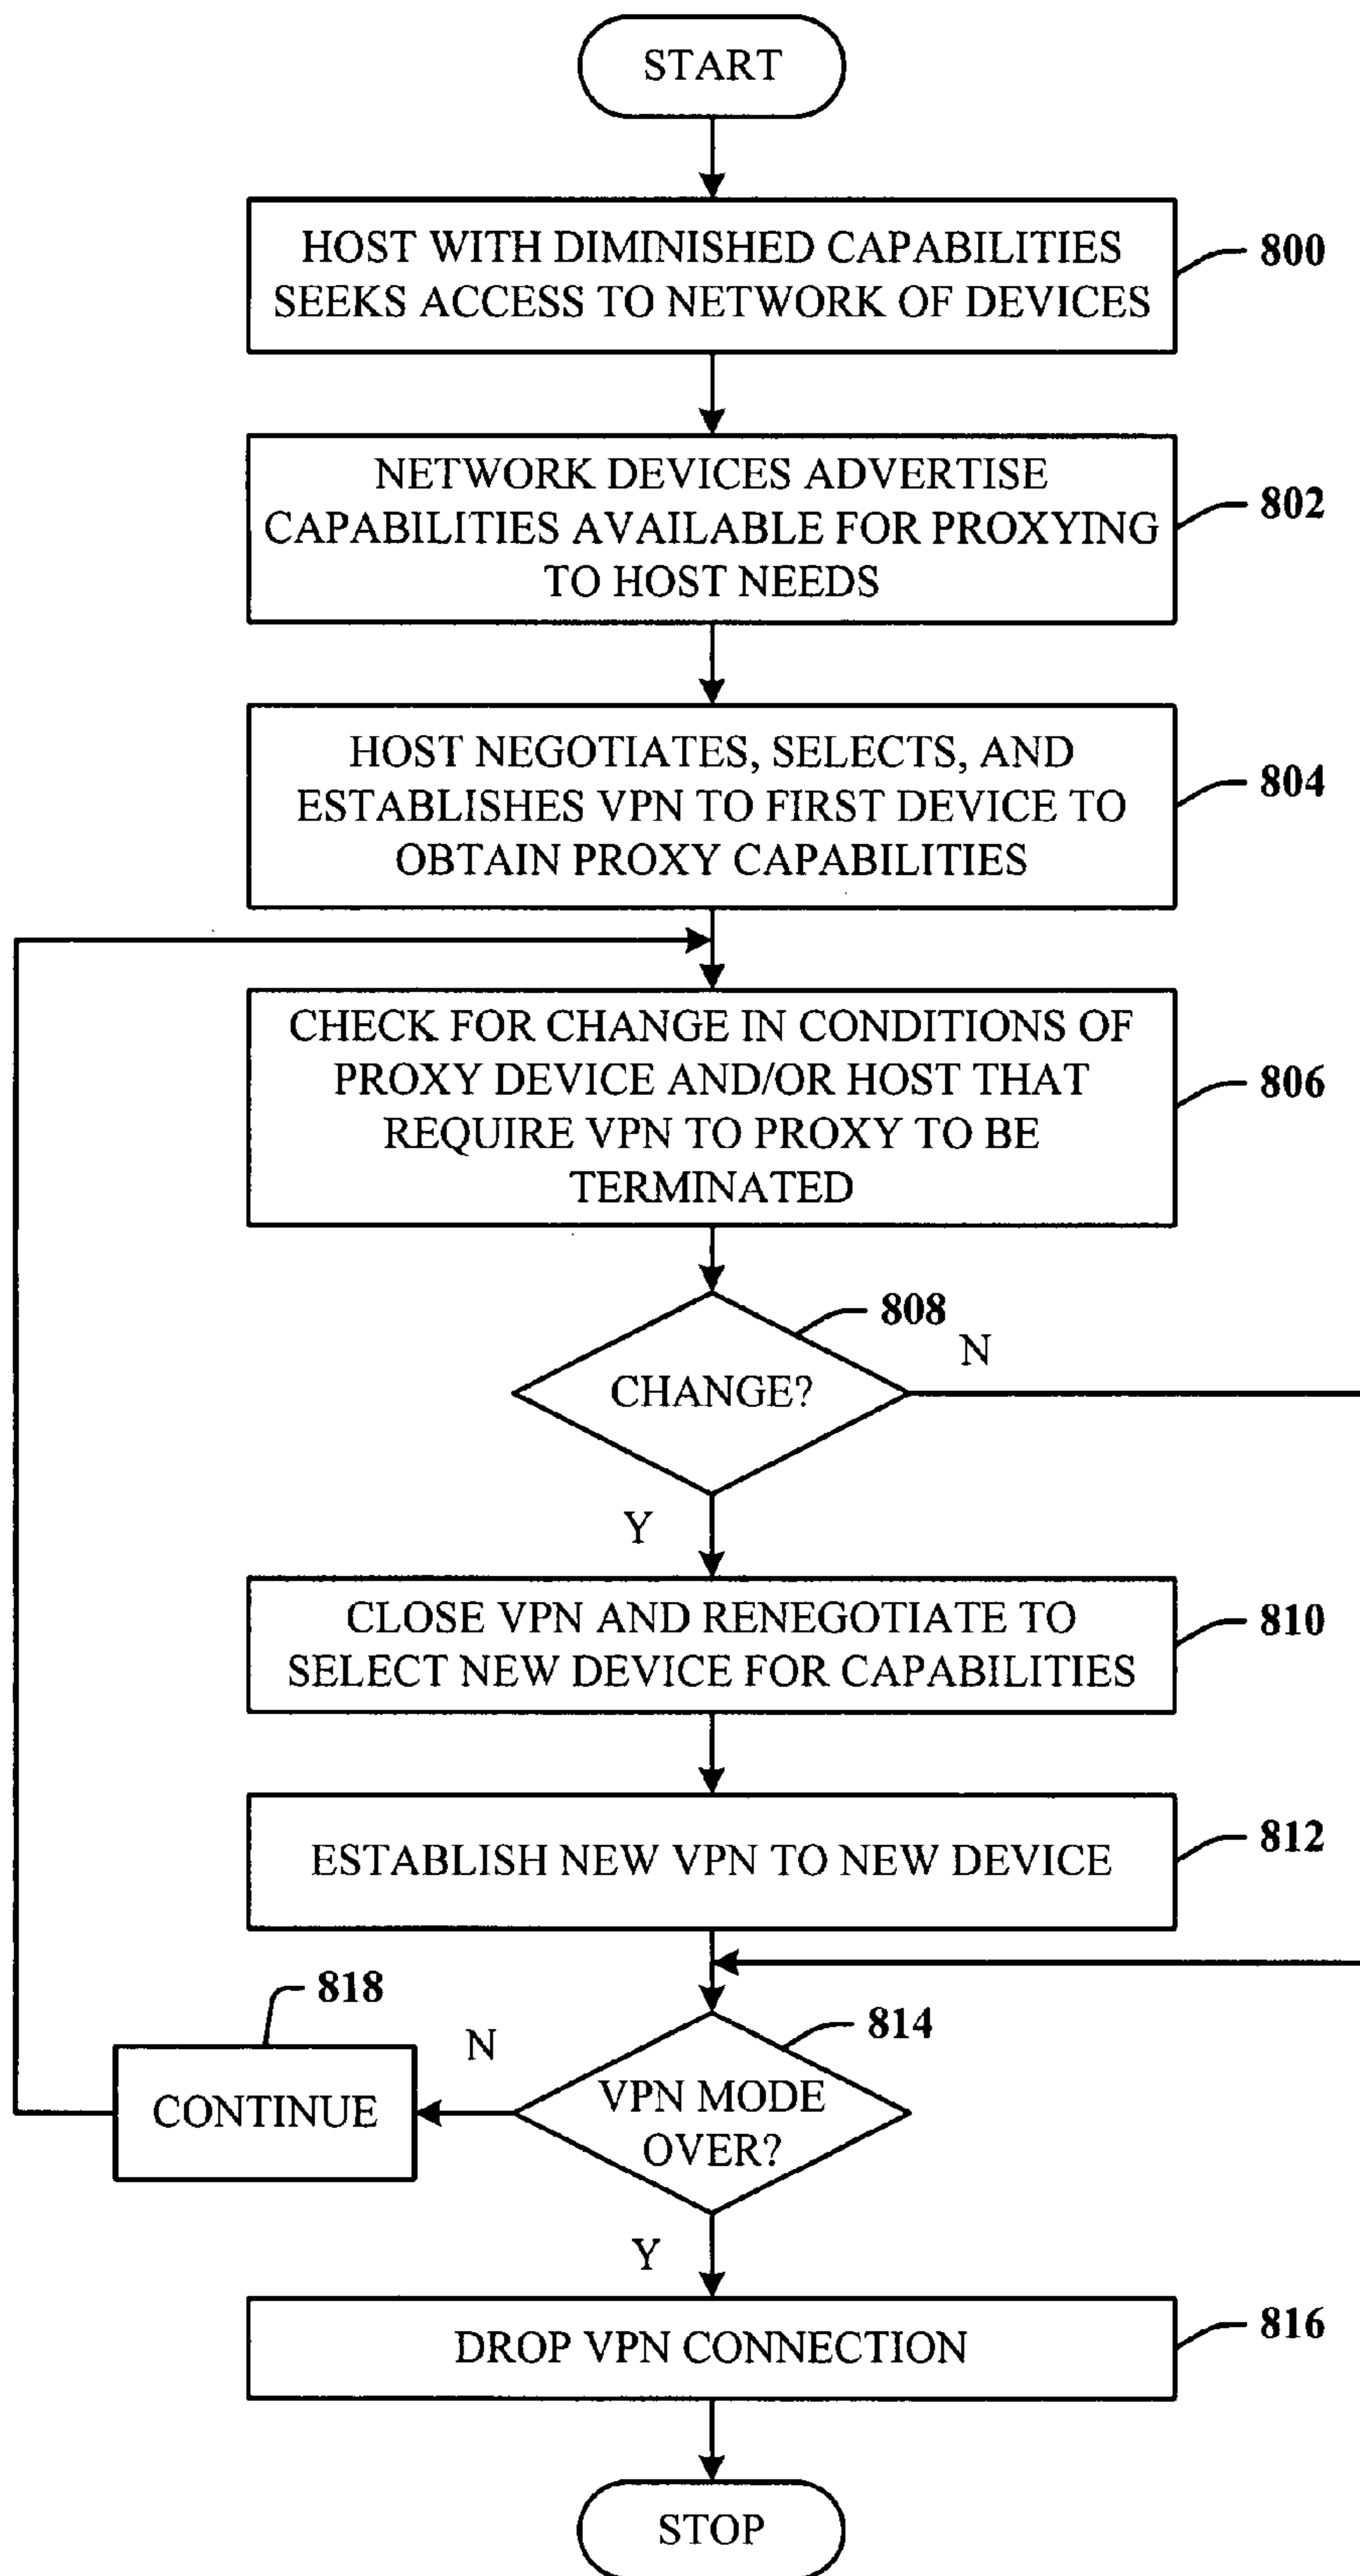 START
HOST WITH DIMINISHED CAPABILITIES
SEEKS ACCESS TO NETWORK OF DEVICES
800
NETWORK DEVICES ADVERTISE
CAPABILITIES AVAILABLE FOR PROXYING
TO HOST NEEDS
802
HOST NEGOTIATES, SELECTS, AND
ESTABLISHES VPN TO FIRST DEVICE TO
OBTAIN PROXY CAPABILITIES
804
CHECK FOR CHANGE IN CONDITIONS OF
PROXY DEVICE AND/OR HOST THAT
REQUIRE VPN TO PROXY TO BE
TERMINATED
806
808
N
CHANGE?
Y
CLOSE VPN AND RENEGOTIATE TO
SELECT NEW DEVICE FOR CAPABILITIES
810
ESTABLISH NEW VPN TO NEW DEVICE
812
818
814
N
CONTINUE
VPN MODE
OVER?
Y
DROP VPN CONNECTION
816
STOP